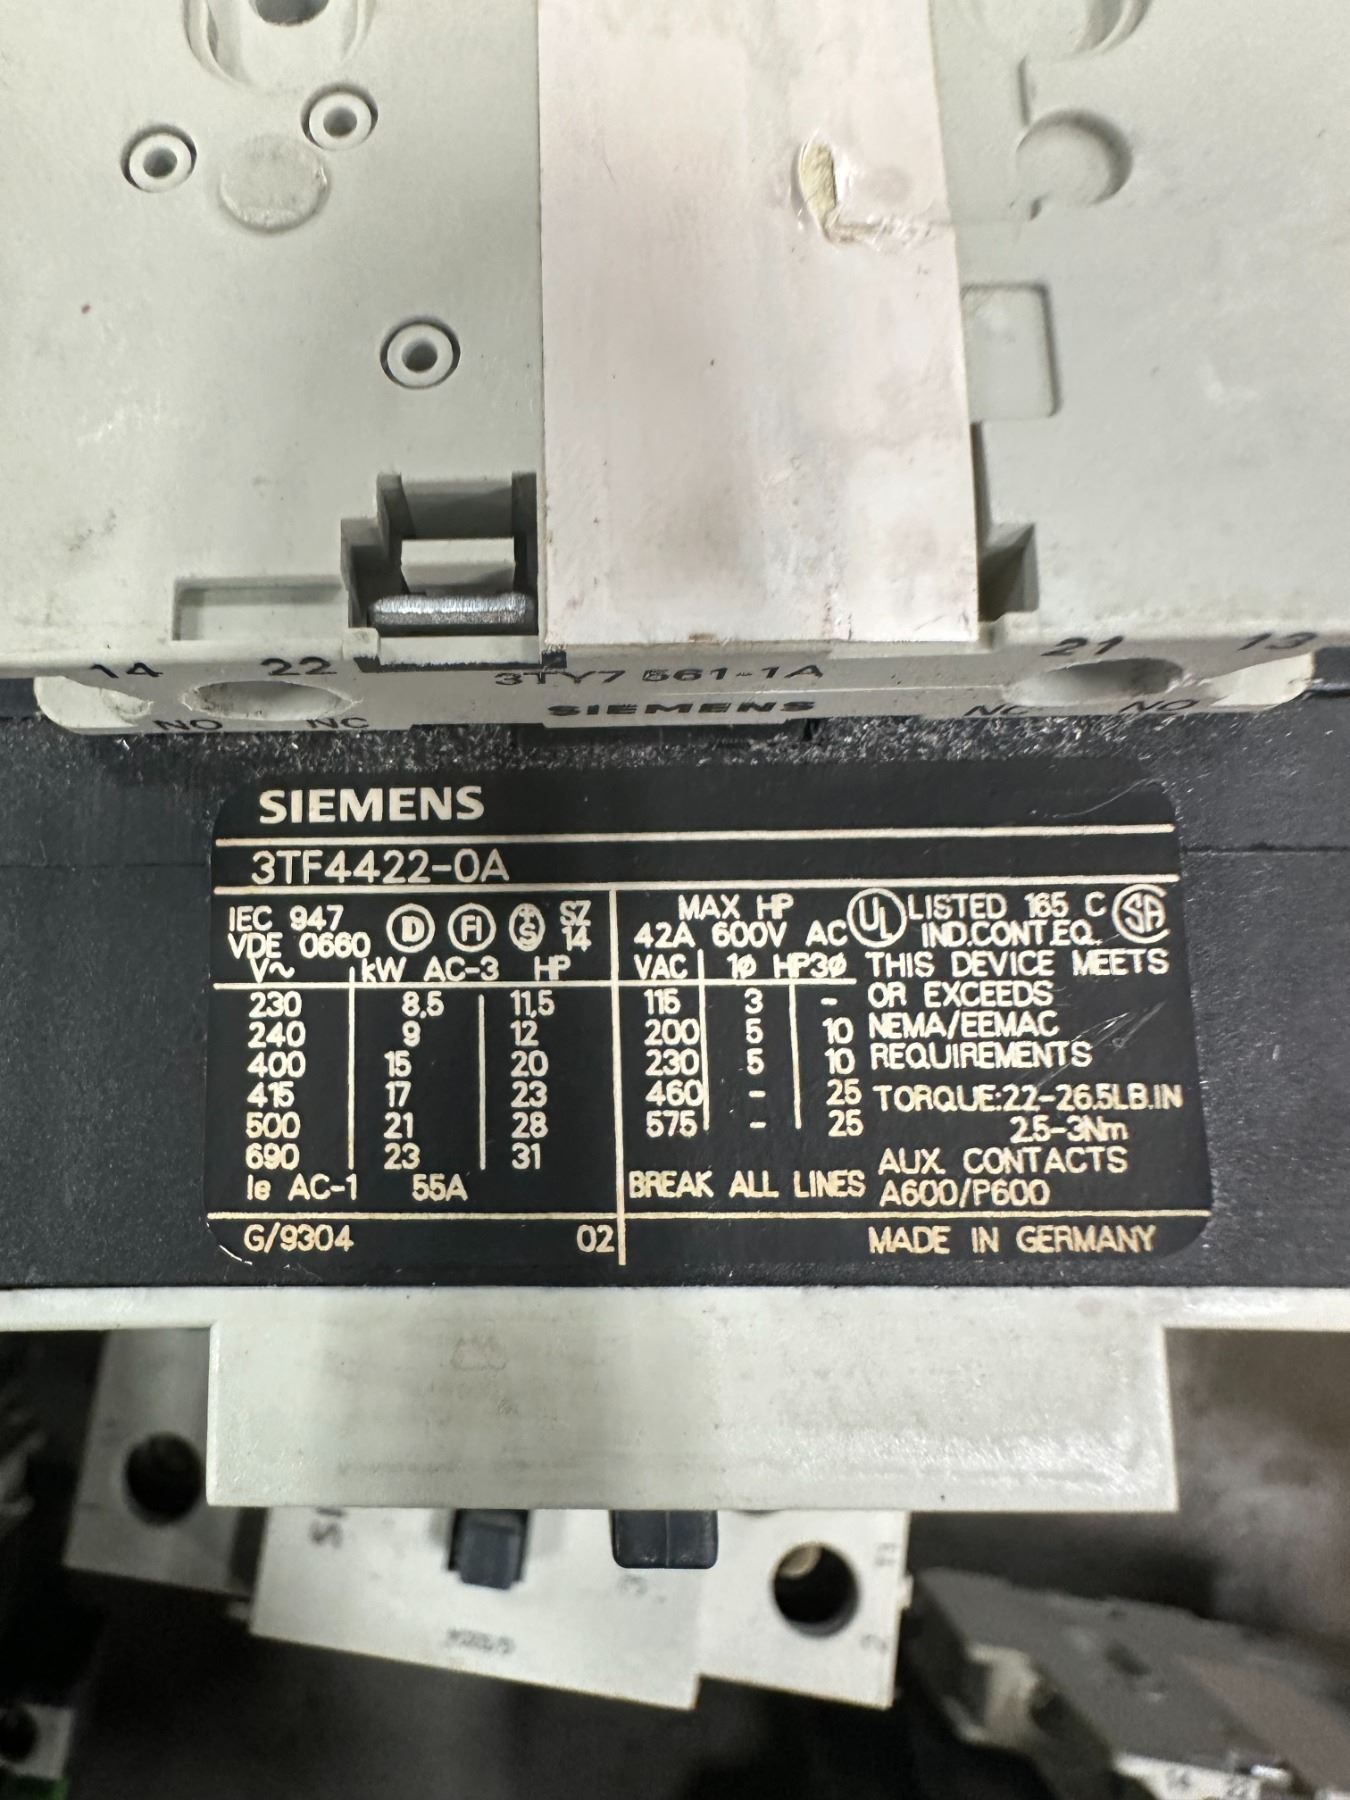 14 22 3TY7 561-1A 21 13
NO NC SIEMENS NC NO
SIEMENS
3TF4422-0A
IEC 947
VDE 0660 D FI S SZ 14
V~ kW AC-3 HP
230 8,5 11,5
240 9 12
400 15 20
415 17 23
500 21 28
690 23 31
Ie AC-1 55A
G/9304 02
MAX HP
42A 600V AC
VAC 1ø HP3ø
115 3 -
200 5 10
230 5 10
460 - 25
575 - 25
BREAK ALL LINES
UL LISTED 165 C SA
IND.CONT.EQ.
THIS DEVICE MEETS
OR EXCEEDS
NEMA/EEMAC
REQUIREMENTS
TORQUE:22-26.5LB.IN
2.5-3Nm
AUX. CONTACTS
A600/P600
MADE IN GERMANY